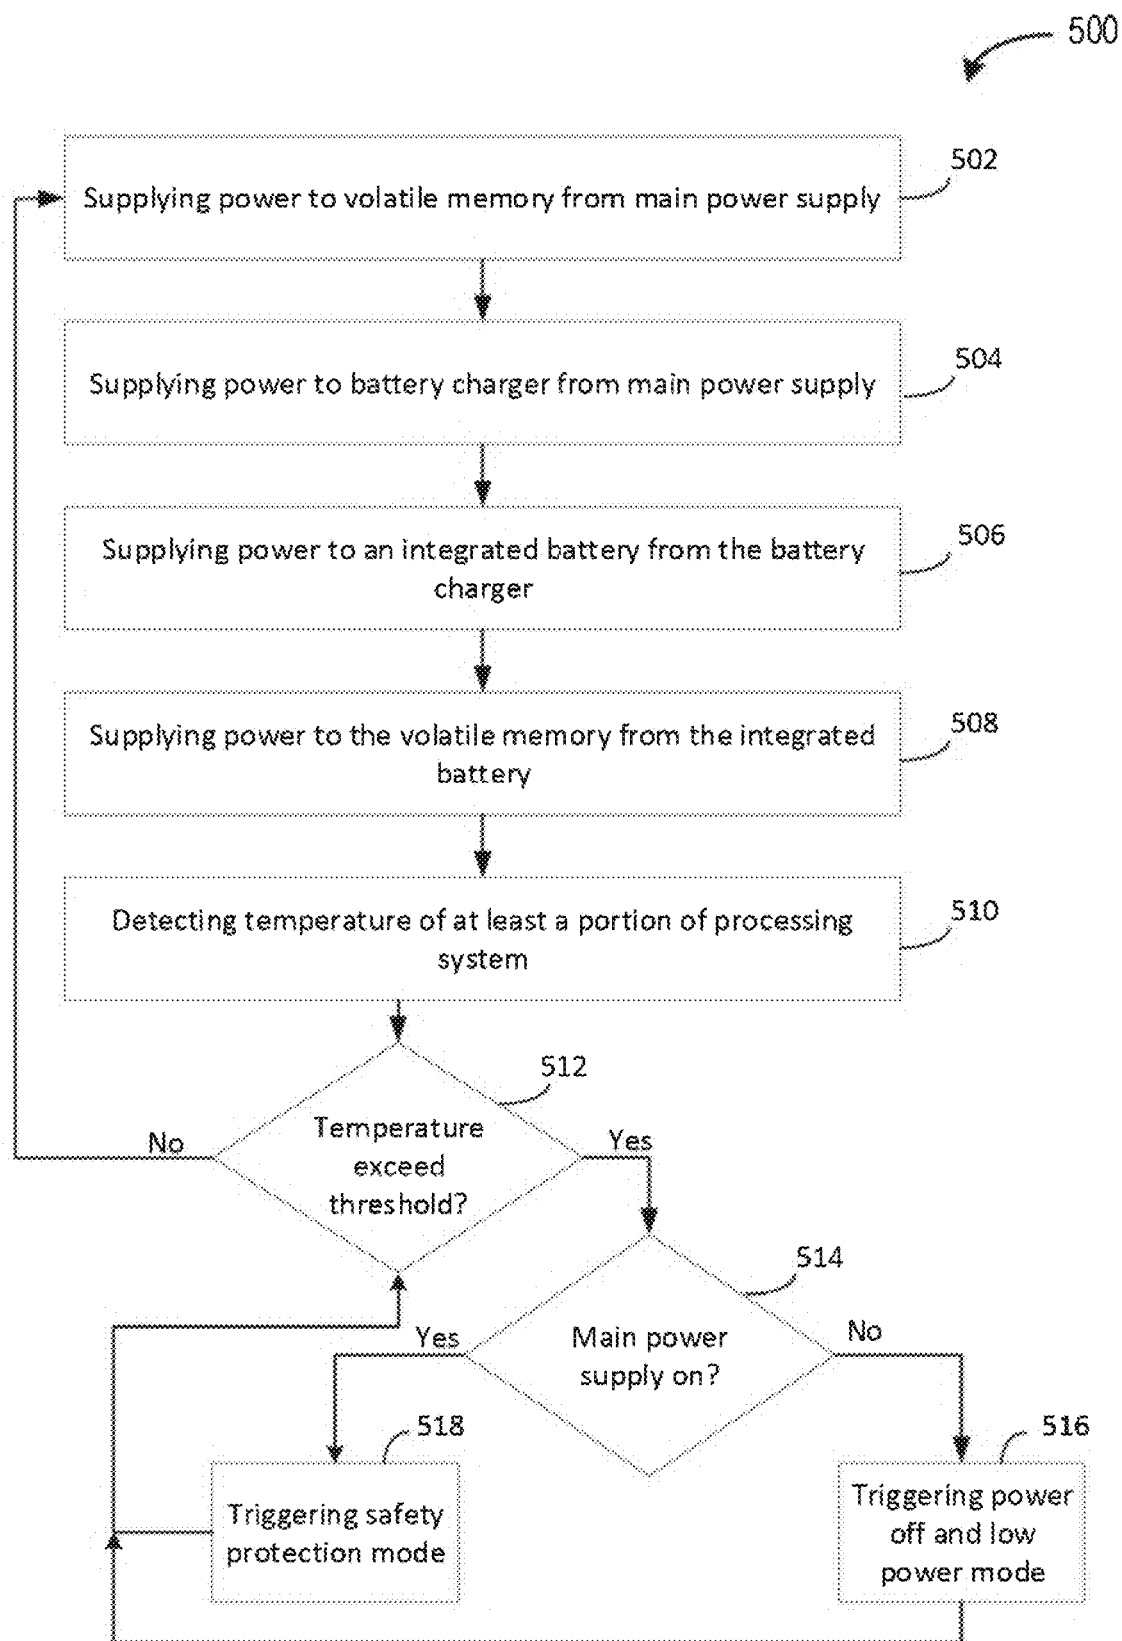 500
502
Supplying power to volatile memory from main power supply
504
Supplying power to battery charger from main power supply
506
Supplying power to an integrated battery from the battery
charger
508
Supplying power to the volatile memory from the integrated
battery
510
Detecting temperature of at least a portion of processing
system
512
Temperature
exceed
threshold?
No
Yes
514
Main power
supply on?
Yes
No
518
Triggering safety
protection mode
516
Triggering power
off and low
power mode